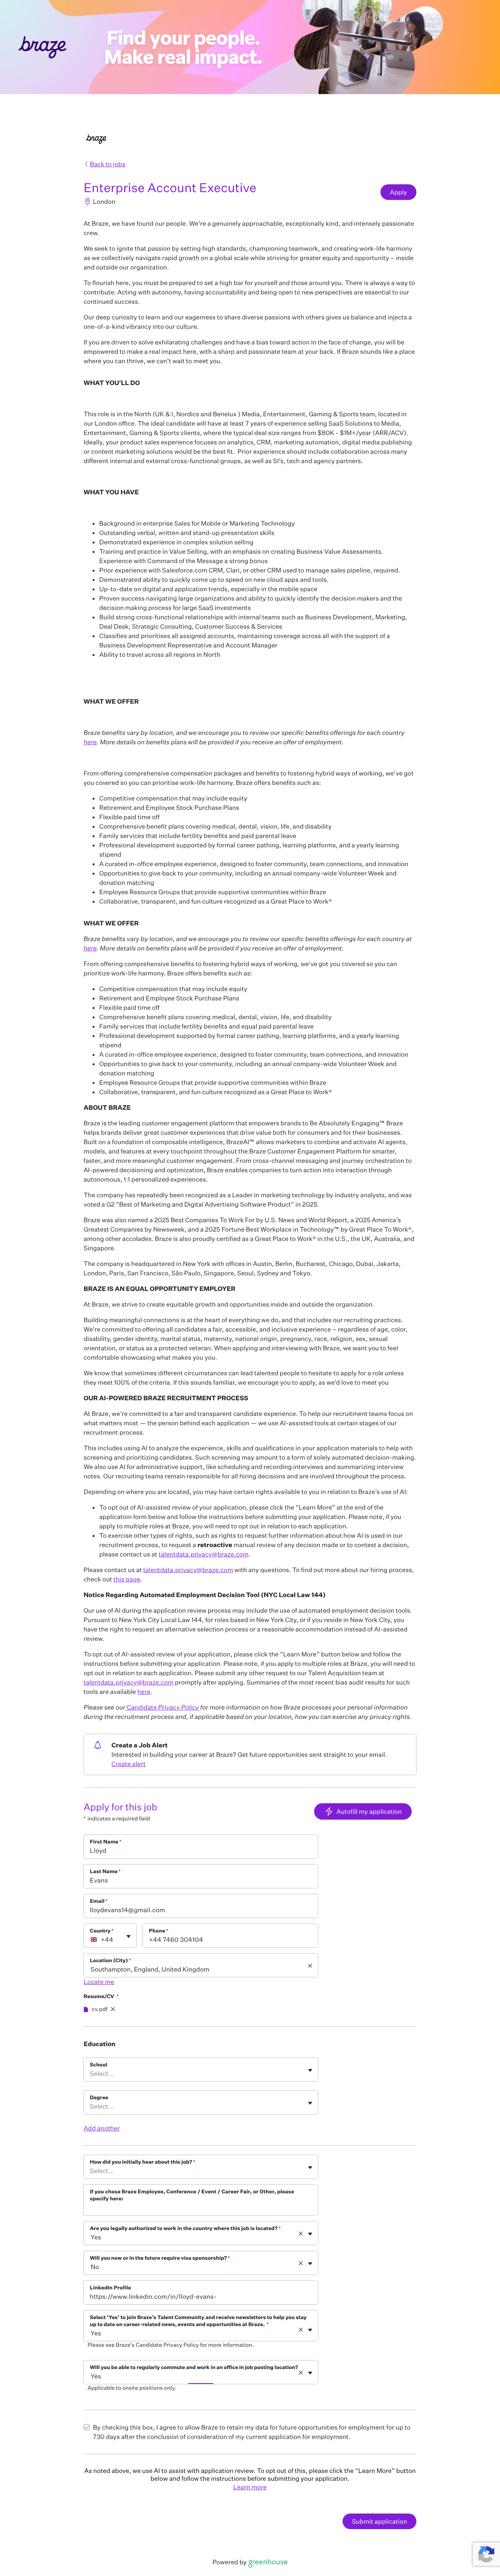 braze
Find your people.
Make real impact.
braze
Back to jobs
Enterprise Account Executive
Apply
London
At Braze, we have found our people. We're a genuinely approachable, exceptionally kind, and intensely passionate
crew.
We seek to ignite that passion by setting high standards, championing teamwork, and creating work-life harmony
as we collectively navigate rapid growth on a global scale while striving for greater equity and opportunity – inside
and outside our organization.
To flourish here, you must be prepared to set a high bar for yourself and those around you. There is always a way to
contribute: Acting with autonomy, having accountability and being open to new perspectives are essential to our
continued success.
Our deep curiosity to learn and our eagerness to share diverse passions with others gives us balance and injects a
one-of-a-kind vibrancy into our culture.
If you are driven to solve exhilarating challenges and have a bias toward action in the face of change, you will be
empowered to make a real impact here, with a sharp and passionate team at your back. If Braze sounds like a place
where you can thrive, we can't wait to meet you.
WHAT YOU'LL DO
This role is in the North (UK & I, Nordics and Benelux ) Media, Entertainment, Gaming & Sports team, located in
our London office. The ideal candidate will have at least 7 years of experience selling SaaS Solutions to Media,
Entertainment, Gaming & Sports clients, where the typical deal size ranges from $80K - $1M+/year (ARR/ACV).
Ideally, your product sales experience focuses on analytics, CRM, marketing automation, digital media publishing
or content marketing solutions would be the best fit. Prior experience should include collaboration across many
different internal and external cross-functional groups, as well as SI's, tech and agency partners.
WHAT YOU HAVE
• Background in enterprise Sales for Mobile or Marketing Technology
• Outstanding verbal, written and stand-up presentation skills
• Demonstrated experience in complex solution selling
• Training and practice in Value Selling, with an emphasis on creating Business Value Assessments.
Experience with Command of the Message a strong bonus
• Prior experience with Salesforce.com CRM, Clari, or other CRM used to manage sales pipeline, required.
• Demonstrated ability to quickly come up to speed on new cloud apps and tools.
• Up-to-date on digital and application trends, especially in the mobile space
• Proven success navigating large organizations and ability to quickly identify the decision makers and the
decision making process for large SaaS investments
• Build strong cross-functional relationships with internal teams such as Business Development, Marketing,
Deal Desk, Strategic Consulting, Customer Success & Services
• Classifies and prioritises all assigned accounts, maintaining coverage across all with the support of a
Business Development Representative and Account Manager
• Ability to travel across all regions in North
WHAT WE OFFER
Braze benefits vary by location, and we encourage you to review our specific benefits offerings for each country
here. More details on benefits plans will be provided if you receive an offer of employment.
From offering comprehensive compensation packages and benefits to fostering hybrid ways of working, we've got
you covered so you can prioritise work-life harmony. Braze offers benefits such as:
• Competitive compensation that may include equity
• Retirement and Employee Stock Purchase Plans
• Flexible paid time off
• Comprehensive benefit plans covering medical, dental, vision, life, and disability
• Family services that include fertility benefits and paid parental leave
• Professional development supported by formal career pathing, learning platforms, and a yearly learning
stipend
• A curated in-office employee experience, designed to foster community, team connections, and innovation
• Opportunities to give back to your community, including an annual company-wide Volunteer Week and
donation matching
• Employee Resource Groups that provide supportive communities within Braze
• Collaborative, transparent, and fun culture recognized as a Great Place to Work®
WHAT WE OFFER
Braze benefits vary by location, and we encourage you to review our specific benefits offerings for each country at
here. More details on benefits plans will be provided if you receive an offer of employment.
From offering comprehensive benefits to fostering hybrid ways of working, we've got you covered so you can
prioritize work-life harmony. Braze offers benefits such as:
• Competitive compensation that may include equity
• Retirement and Employee Stock Purchase Plans
• Flexible paid time off
• Comprehensive benefit plans covering medical, dental, vision, life, and disability
• Family services that include fertility benefits and equal paid parental leave
• Professional development supported by formal career pathing, learning platforms, and a yearly learning
stipend
• A curated in-office employee experience, designed to foster community, team connections, and innovation
• Opportunities to give back to your community, including an annual company-wide Volunteer Week and
donation matching
• Employee Resource Groups that provide supportive communities within Braze
• Collaborative, transparent, and fun culture recognized as a Great Place to Work®
ABOUT BRAZE
Braze is the leading customer engagement platform that empowers brands to Be Absolutely Engaging™ Braze
helps brands deliver great customer experiences that drive value both for consumers and for their businesses.
Built on a foundation of composable intelligence, BrazeAI™ allows marketers to combine and activate AI agents,
models, and features at every touchpoint throughout the Braze Customer Engagement Platform for smarter,
faster, and more meaningful customer engagement. From cross-channel messaging and journey orchestration to
AI-powered decisioning and optimization, Braze enables companies to turn action into interaction through
autonomous, 1:1 personalized experiences.
The company has repeatedly been recognized as a Leader in marketing technology by industry analysts, and was
voted a G2 "Best of Marketing and Digital Advertising Software Product" in 2025.
Braze was also named a 2025 Best Companies To Work For by U.S. News and World Report, a 2025 America's
Greatest Companies by Newsweek, and a 2025 Fortune Best Workplace in Technology™ by Great Place To Work®,
among other accolades. Braze is also proudly certified as a Great Place to Work® in the U.S., the UK, Australia, and
Singapore.
The company is headquartered in New York with offices in Austin, Berlin, Bucharest, Chicago, Dubai, Jakarta,
London, Paris, San Francisco, São Paulo, Singapore, Seoul, Sydney and Tokyo.
BRAZE IS AN EQUAL OPPORTUNITY EMPLOYER
At Braze, we strive to create equitable growth and opportunities inside and outside the organization.
Building meaningful connections is at the heart of everything we do, and that includes our recruiting practices.
We're committed to offering all candidates a fair, accessible, and inclusive experience – regardless of age, color,
disability, gender identity, marital status, maternity, national origin, pregnancy, race, religion, sex, sexual
orientation, or status as a protected veteran. When applying and interviewing with Braze, we want you to feel
comfortable showcasing what makes you you.
We know that sometimes different circumstances can lead talented people to hesitate to apply for a role unless
they meet 100% of the criteria. If this sounds familiar, we encourage you to apply, as we'd love to meet you
OUR AI-POWERED BRAZE RECRUITMENT PROCESS
At Braze, we're committed to a fair and transparent candidate experience. To help our recruitment teams focus on
what matters most — the person behind each application — we use AI-assisted tools at certain stages of our
recruitment process.
This includes using AI to analyze the experience, skills and qualifications in your application materials to help with
screening and prioritizing candidates. Such screening may amount to a form of solely automated decision-making.
We also use AI for administrative support, like scheduling and recording interviews and summarizing interview
notes. Our recruiting teams remain responsible for all hiring decisions and are involved throughout the process.
Depending on where you are located, you may have certain rights available to you in relation to Braze's use of AI:
• To opt out of AI-assisted review of your application, please click the "Learn More" at the end of the
application form below and follow the instructions before submitting your application. Please note, if you
apply to multiple roles at Braze, you will need to opt out in relation to each application.
• To exercise other types of rights, such as rights to request further information about how AI is used in our
recruitment process, to request a retroactive manual review of any decision made or to contest a decision,
please contact us at talentdata.privacy@braze.com.
Please contact us at talentdata.privacy@braze.com with any questions. To find out more about our hiring process,
check out this page.
Notice Regarding Automated Employment Decision Tool (NYC Local Law 144)
Our use of AI during the application review process may include the use of automated employment decision tools.
Pursuant to New York City Local Law 144, for roles based in New York City, or if you reside in New York City, you
have the right to request an alternative selection process or a reasonable accommodation instead of AI-assisted
review.
To opt out of AI-assisted review of your application, please click the "Learn More" button below and follow the
instructions before submitting your application. Please note, if you apply to multiple roles at Braze, you will need to
opt out in relation to each application. Please submit any other request to our Talent Acquisition team at
talentdata.privacy@braze.com promptly after applying. Summaries of our most recent bias audit results for such
tools are available here.
Please see our Candidate Privacy Policy for more information on how Braze processes your personal information
during the recruitment process and, if applicable based on your location, how you can exercise any privacy rights.
Create a Job Alert
Interested in building your career at Braze? Get future opportunities sent straight to your email.
Create alert
Apply for this job
Autofill my application
* indicates a required field
First Name*
Lloyd
Last Name*
Evans
Email*
lloydevans14@gmail.com
Country*
Phone*
+44
+44 7460 304104
Location (City)*
Southampton, England, United Kingdom
Locate me
Resume/CV *
cv.pdf
Education
School
Select...
Degree
Select...
Add another
How did you initially hear about this job?*
Select...
If you chose Braze Employee, Conference / Event / Career Fair, or Other, please
specify here:
Are you legally authorized to work in the country where this job is located?*
Yes
Will you now or in the future require visa sponsorship?*
No
LinkedIn Profile
https://www.linkedin.com/in/lloyd-evans-
Select 'Yes' to join Braze's Talent Community and receive newsletters to help you stay
up to date on career-related news, events and opportunities at Braze. *
Yes
Please see Braze's Candidate Privacy Policy for more information.
Will you be able to regularly commute and work in an office in job posting location?
Yes
Applicable to onsite positions only.
By checking this box, I agree to allow Braze to retain my data for future opportunities for employment for up to
730 days after the conclusion of consideration of my current application for employment.
As noted above, we use AI to assist with application review. To opt out of this, please click the "Learn More" button
below and follow the instructions before submitting your application.
Learn more
Submit application
Powered by greenhouse